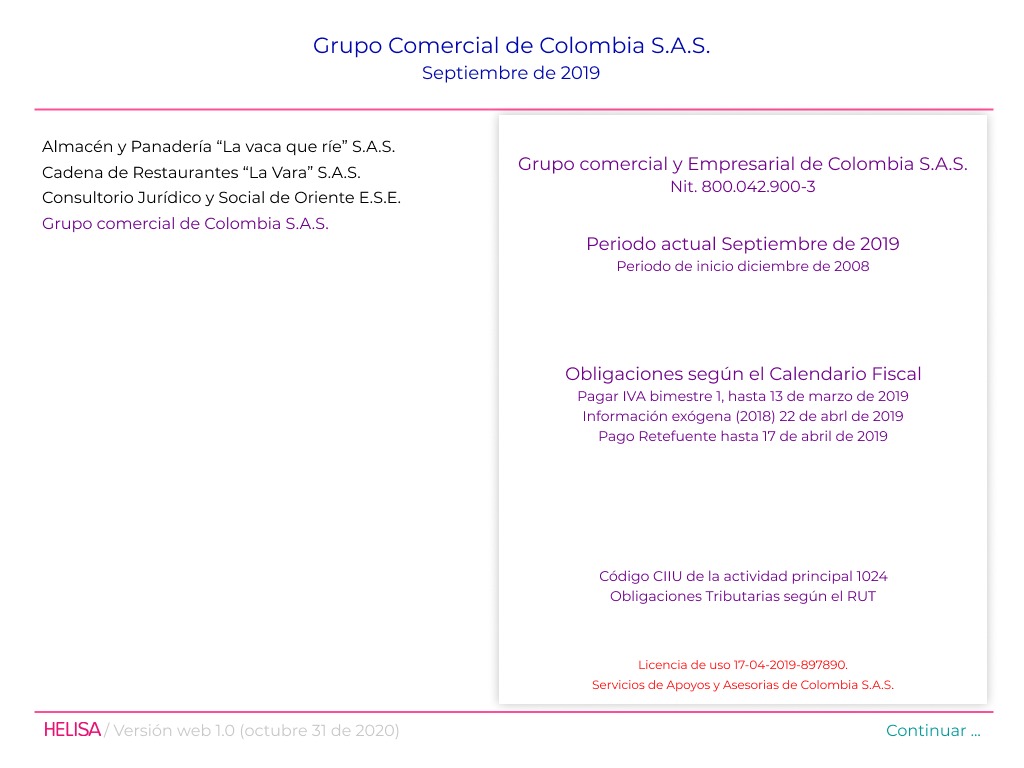 Grupo Comercial de Colombia S.A.S.
Septiembre de 2019
Almacén y Panadería “La vaca que ríe” S.A.S.
Cadena de Restaurantes “La Vara” S.A.S.
Consultorio Jurídico y Social de Oriente E.S.E.
Grupo comercial de Colombia S.A.S.
Grupo comercial y Empresarial de Colombia S.A.S.
Nit. 800.042.900-3
Periodo actual Septiembre de 2019
Periodo de inicio diciembre de 2008
Obligaciones según el Calendario Fiscal
Pagar IVA bimestre 1, hasta 13 de marzo de 2019
Información exógena (2018) 22 de abrl de 2019
Pago Retefuente hasta 17 de abril de 2019
Código CIIU de la actividad principal 1024
Obligaciones Tributarias según el RUT
Licencia de uso 17-04-2019-897890.
Servicios de Apoyos y Asesorias de Colombia S.A.S.
HELISA / Versión web 1.0 (octubre 31 de 2020)
Continuar ...